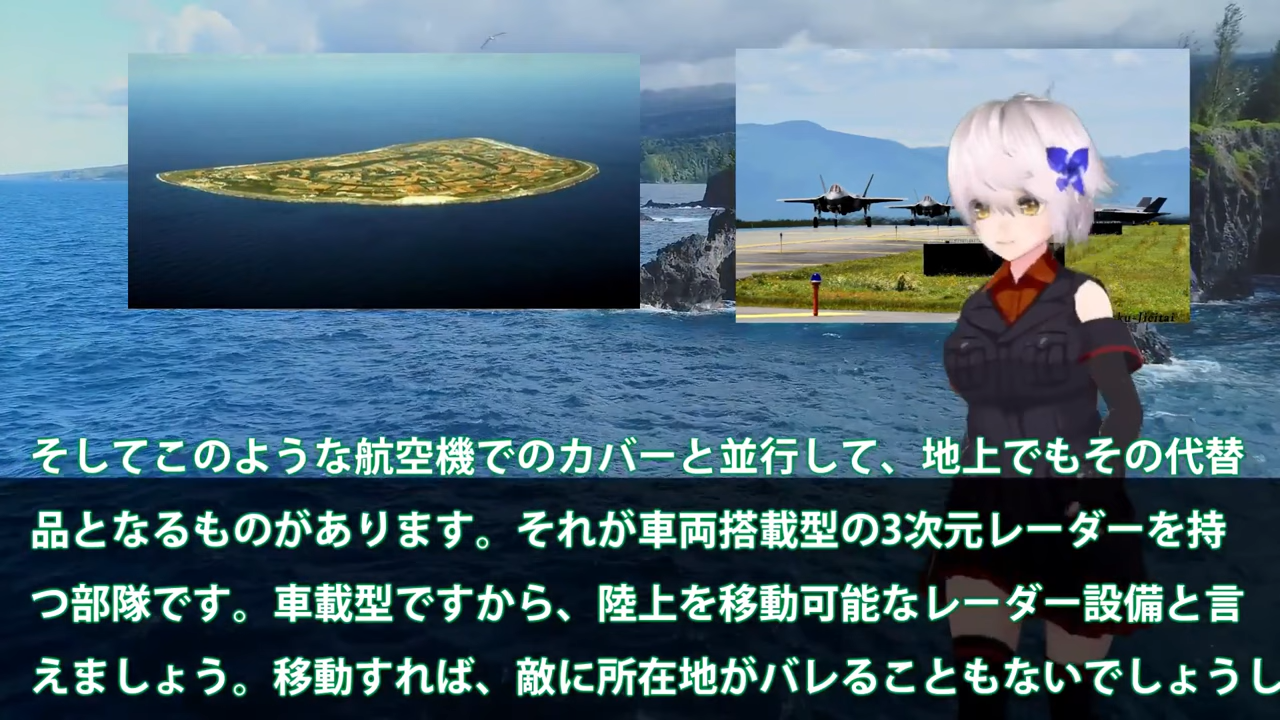 ku-Jieitai
そしてこのような航空機でのカバーと並行して、地上でもその代替
品となるものがあります。それが車両搭載型の3次元レーダーを持
つ部隊です。車載型ですから、陸上を移動可能なレーダー設備と言
えましょう。移動すれば、敵に所在地がバレることもないでしょうし